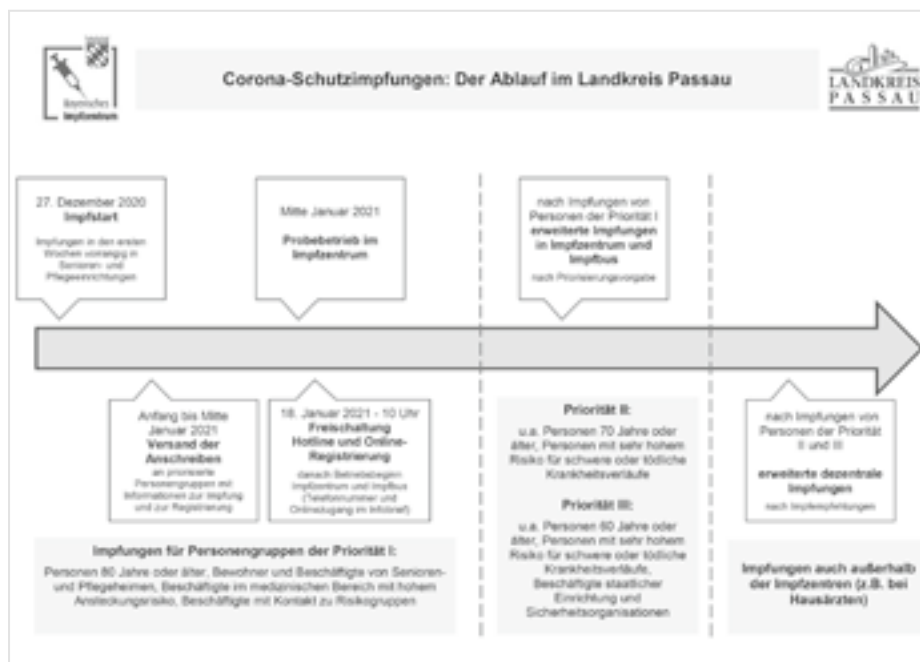 Bayerisches
Impfzentrum
Corona-Schutzimpfungen: Der Ablauf im Landkreis Passau
LANDKREIS
PASSAU
27. Dezember 2020
Impfstart
Impfungen in den ersten
Wochen vorrangig in
Senioren- und
Pflegeeinrichtungen
Mitte Januar 2021
Probebetrieb im
Impfzentrum
nach Impfungen von
Personen der Priorität I
erweiterte Impfungen
in Impfzentrum und
Impfbus
nach Priorisierungsvorgabe
Anfang bis Mitte
Januar 2021
Versand der
Anschreiben
an priorisierte
Personengruppen mit
Informationen zur Impfung
und zur Registrierung
18. Januar 2021 - 10 Uhr
Freischaltung
Hotline und Online-
Registrierung
danach Betriebsbeginn
Impfzentrum und Impfbus
(Telefonnummer und
Onlinezugang im Infobrief)
Impfungen für Personengruppen der Priorität I:
Personen 80 Jahre oder älter, Bewohner und Beschäftigte von Senioren-
und Pflegeheimen, Beschäftigte im medizinischen Bereich mit hohem
Ansteckungsrisiko, Beschäftigte mit Kontakt zu Risikogruppen
Priorität II:
u.a. Personen 70 Jahre oder
älter, Personen mit sehr hohem
Risiko für schwere oder tödliche
Krankheitsverläufe
Priorität III:
u.a. Personen 60 Jahre oder
älter, Personen mit sehr hohem
Risiko für schwere oder tödliche
Krankheitsverläufe,
Beschäftigte staatlicher
Einrichtung und
Sicherheitsorganisationen
nach Impfungen von
Personen der Priorität
II und III
erweiterte dezentrale
Impfungen
nach Impfempfehlungen
Impfungen auch außerhalb
der Impfzentren (z.B. bei
Hausärzten)